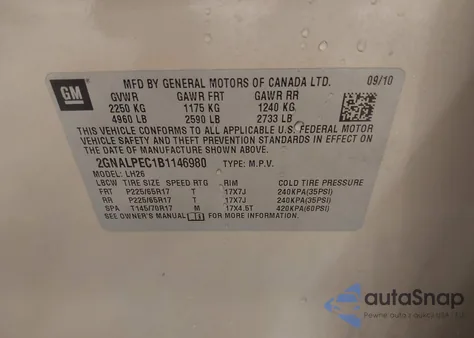 GM
MFD BY GENERAL MOTORS OF CANADA LTD. 09/10
GVWR GAWR FRT GAWR RR
2250 KG 1175 KG 1240 KG
4960 LB 2590 LB 2733 LB
THIS VEHICLE CONFORMS TO ALL APPLICABLE U.S. FEDERAL MOTOR
VEHICLE SAFETY AND THEFT PREVENTION STANDARDS IN EFFECT
ON THE DATE OF MANUFACTURE SHOWN ABOVE.
2GNALPEC1B1146980 TYPE: M.P.V.
MODEL: LH26
LBCW TIRE SIZE SPEED RTG RIM COLD TIRE PRESSURE
FRT P225/65R17 T 17X7J 240KPA(35PSI)
RR P225/65R17 T 17X7J 240KPA(35PSI)
SPA T145/70R17 M 17X4.5T 420KPA(60PSI)
SEE OWNER'S MANUAL FOR MORE INFORMATION.
autaSnap
Pewne auto z aukcji USA